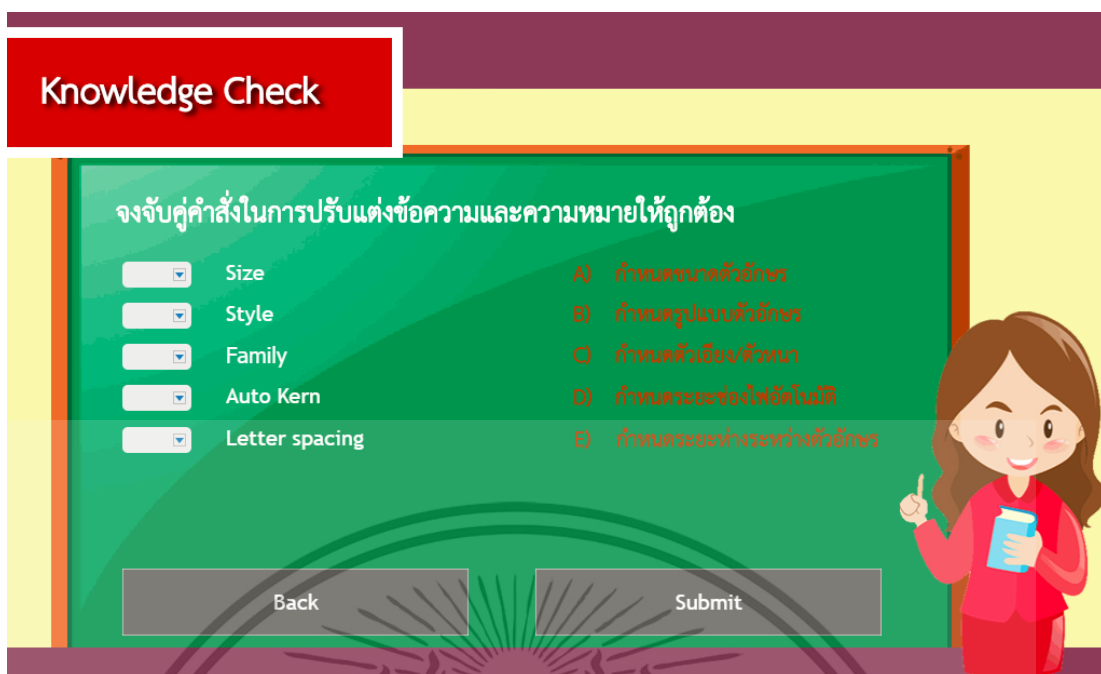 Knowledge Check
จงจับคู่คำสั่งในการปรับแต่งข้อความและความหมายให้ถูกต้อง
Size A) กำหนดขนาดตัวอักษร
Style B) กำหนดรูปแบบตัวอักษร
Family C) กำหนดตัวเอียง/ตัวหนา
Auto Kern D) กำหนดระยะช่องไฟอัตโนมัติ
Letter spacing E) กำหนดระยะห่างระหว่างตัวอักษร
Back Submit